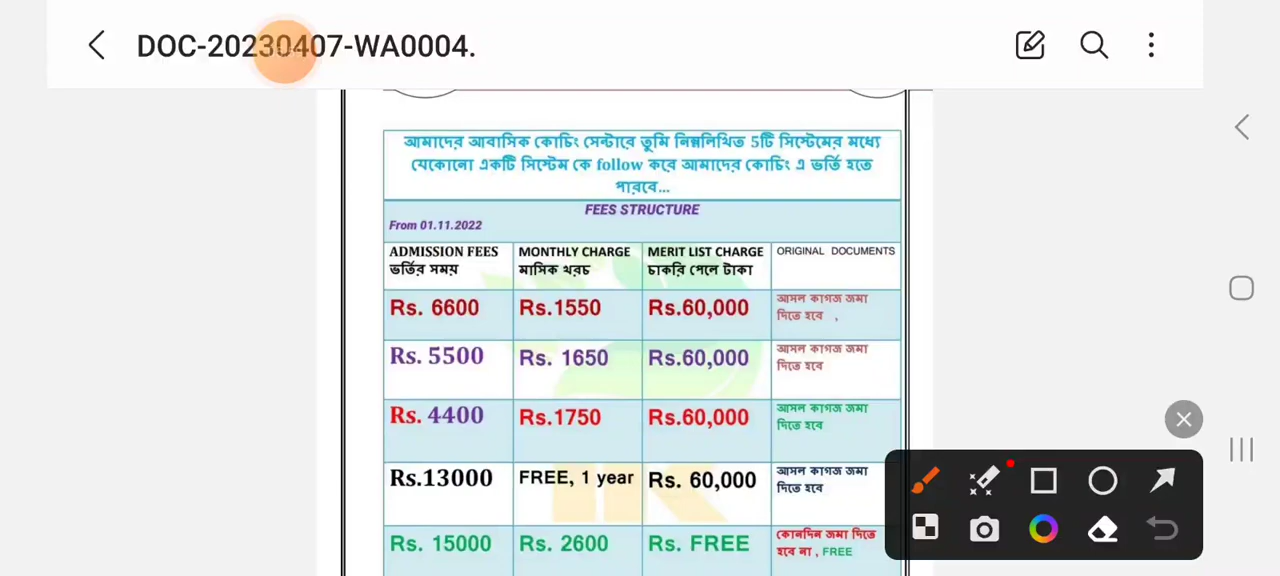 DOC-20230407-WA0004.
আমাদের আবাসিক কোচিং সেন্টারে তুমি নিম্নলিখিত 5টি সিস্টেমের মধ্যে
যেকোনো একটি সিস্টেম কে follow করে আমাদের কোচিং এ ভর্তি হতে
পারবে...
FEES STRUCTURE
From 01.11.2022
ADMISSION FEES MONTHLY CHARGE MERIT LIST CHARGE ORIGINAL DOCUMENTS
ভর্তির সময় মাসিক খরচ চাকরি পেলে টাকা
Rs. 6600 Rs.1550 Rs.60,000 আসল কাগজ জমা
দিতে হবে ,
Rs. 5500 Rs. 1650 Rs.60,000 আসল কাগজ জমা
দিতে হবে
Rs. 4400 Rs.1750 Rs.60,000 আসল কাগজ জমা
দিতে হবে
Rs.13000 FREE, 1 year Rs. 60,000 আসল কাগজ জমা
দিতে হবে
Rs. 15000 Rs. 2600 Rs. FREE কোনদিন জমা দিতে
হবে না , FREE